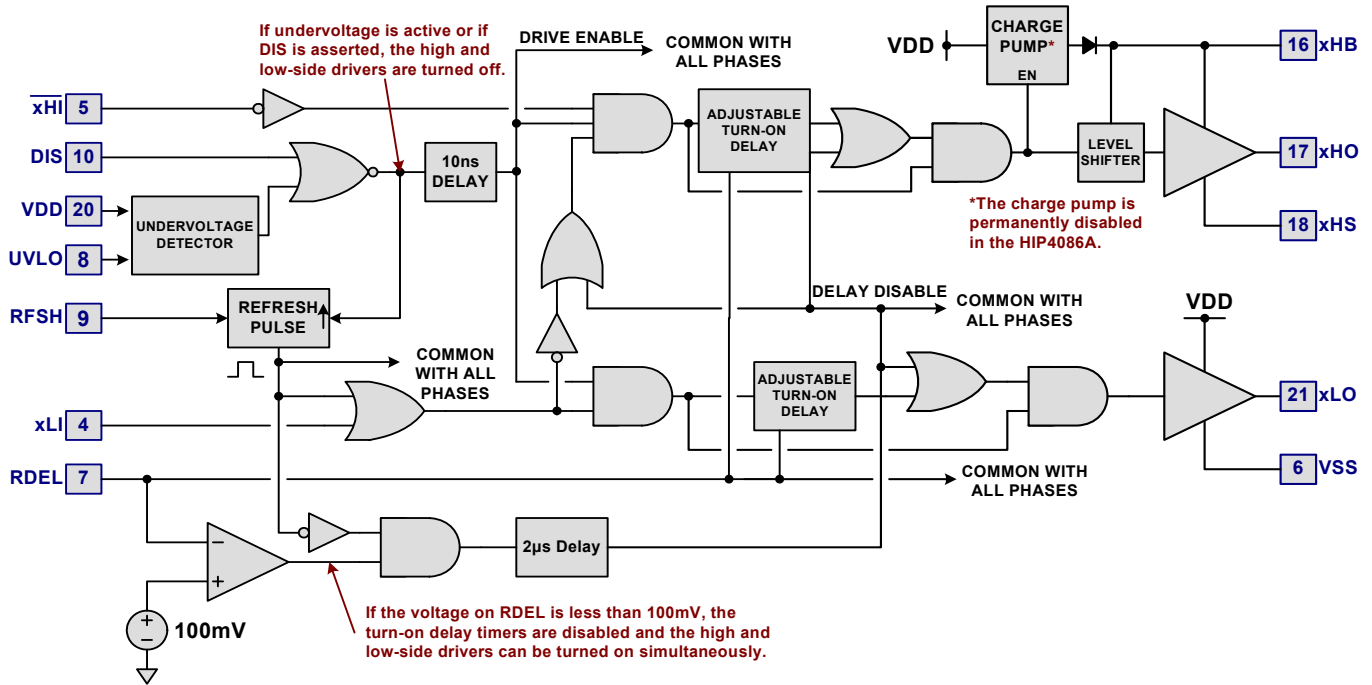 If undervoltage is active or if
DIS is asserted, the high and
low-side drivers are turned off.
DRIVE ENABLE
COMMON WITH
ALL PHASES
VDD
CHARGE
PUMP*
EN
16 xHB
xHI 5
ADJUSTABLE
TURN-ON
DELAY
DIS 10
10ns
DELAY
LEVEL
SHIFTER
17 xHO
VDD 20
UNDERVOLTAGE
DETECTOR
UVLO 8
*The charge pump is
permanently disabled
in the HIP4086A.
18 xHS
RFSH 9
REFRESH
PULSE
DELAY DISABLE
COMMON WITH
ALL PHASES
VDD
COMMON
WITH ALL
PHASES
ADJUSTABLE
TURN-ON
DELAY
21 xLO
xLI 4
RDEL 7
COMMON WITH
ALL PHASES
6 VSS
−
+
2µs Delay
+
−
100mV
If the voltage on RDEL is less than 100mV, the
turn-on delay timers are disabled and the high and
low-side drivers can be turned on simultaneously.